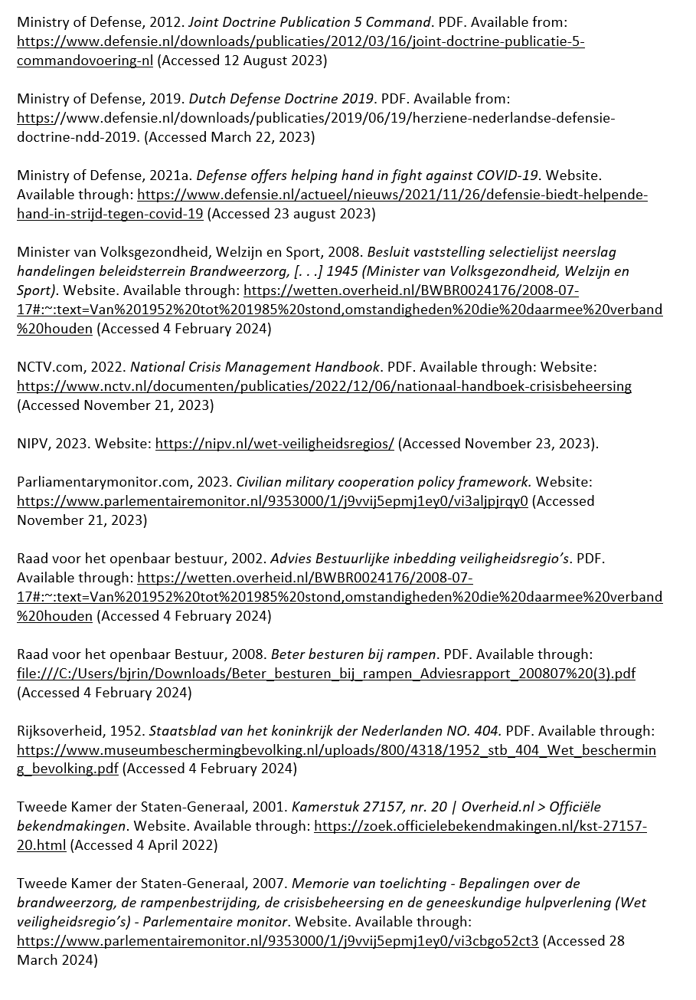 Ministry of Defense, 2012. Joint Doctrine Publication 5 Command. PDF. Available from:
https://www.defensie.nl/downloads/publicaties/2012/03/16/joint-doctrine-publicatie-5-
commandovoering-nl (Accessed 12 August 2023)
Ministry of Defense, 2019. Dutch Defense Doctrine 2019. PDF. Available from:
https://www.defensie.nl/downloads/publicaties/2019/06/19/herziene-nederlandse-defensie-
doctrine-ndd-2019. (Accessed March 22, 2023)
Ministry of Defense, 2021a. Defense offers helping hand in fight against COVID-19. Website.
Available through: https://www.defensie.nl/actueel/nieuws/2021/11/26/defensie-biedt-helpende-
hand-in-strijd-tegen-covid-19 (Accessed 23 august 2023)
Minister van Volksgezondheid, Welzijn en Sport, 2008. Besluit vaststelling selectielijst neerslag
handelingen beleidsterrein Brandweerzorg, [. . .] 1945 (Minister van Volksgezondheid, Welzijn en
Sport). Website. Available through: https://wetten.overheid.nl/BWBR0024176/2008-07-
17#:~:text=Van%201952%20tot%201985%20stond,omstandigheden%20die%20daarmee%20verband
%20houden (Accessed 4 February 2024)
NCTV.com, 2022. National Crisis Management Handbook. PDF. Available through: Website:
https://www.nctv.nl/documenten/publicaties/2022/12/06/nationaal-handboek-crisisbeheersing
(Accessed November 21, 2023)
NIPV, 2023. Website: https://nipv.nl/wet-veiligheidsregios/ (Accessed November 23, 2023).
Parliamentarymonitor.com, 2023. Civilian military cooperation policy framework. Website:
https://www.parlementairemonitor.nl/9353000/1/j9vvij5epmj1ey0/vi3aljpjrqy0 (Accessed
November 21, 2023)
Raad voor het openbaar bestuur, 2002. Advies Bestuurlijke inbedding veiligheidsregio’s. PDF.
Available through: https://wetten.overheid.nl/BWBR0024176/2008-07-
17#:~:text=Van%201952%20tot%201985%20stond,omstandigheden%20die%20daarmee%20verband
%20houden (Accessed 4 February 2024)
Raad voor het openbaar Bestuur, 2008. Beter besturen bij rampen. PDF. Available through:
file:///C:/Users/bjrin/Downloads/Beter_besturen_bij_rampen_Adviesrapport_200807%20(3).pdf
(Accessed 4 February 2024)
Rijksoverheid, 1952. Staatsblad van het koninkrijk der Nederlanden NO. 404. PDF. Available through:
https://www.museumbeschermingbevolking.nl/uploads/800/4318/1952_stb_404_Wet_beschermin
g_bevolking.pdf (Accessed 4 February 2024)
Tweede Kamer der Staten-Generaal, 2001. Kamerstuk 27157, nr. 20 | Overheid.nl > Officiële
bekendmakingen. Website. Available through: https://zoek.officielebekendmakingen.nl/kst-27157-
20.html (Accessed 4 April 2022)
Tweede Kamer der Staten-Generaal, 2007. Memorie van toelichting - Bepalingen over de
brandweerzorg, de rampenbestrijding, de crisisbeheersing en de geneeskundige hulpverlening (Wet
veiligheidsregio’s) - Parlementaire monitor. Website. Available through:
https://www.parlementairemonitor.nl/9353000/1/j9vvij5epmj1ey0/vi3cbgo52ct3 (Accessed 28
March 2024)